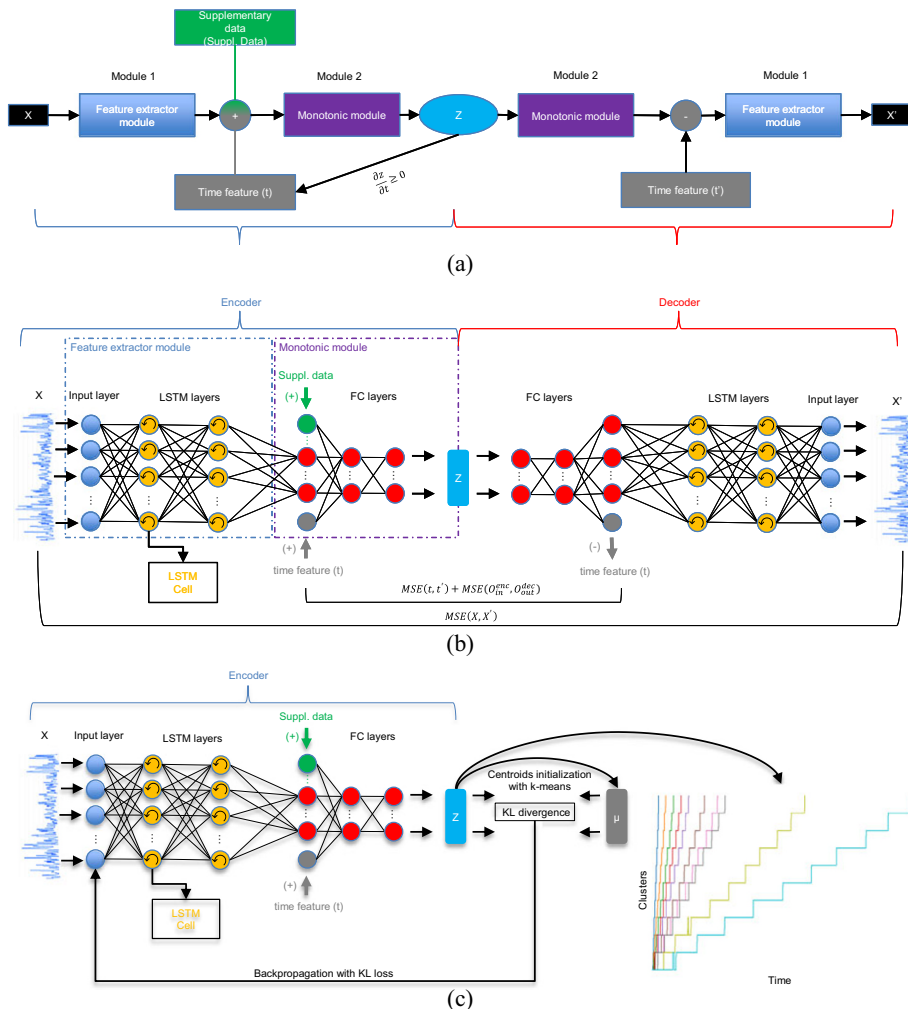 Supplementary
data
(Suppl. Data)
Module 1
Module 2
Module 2
Module 1
X
Feature extractor
module
+
Monotonic module
Z
Monotonic module
-
Feature extractor
module
X'
∂z/∂t ≥ 0
Time feature (t)
Time feature (t')
(a)
Encoder
Decoder
Feature extractor module
Monotonic module
Suppl. data
X
Input layer
LSTM layers
(+)
FC layers
FC layers
LSTM layers
Input layer
X'
Z
(+)
(-)
time feature (t)
time feature (t)
LSTM
Cell
MSE(t, t′) + MSE(O_in^enc, O_out^dec)
MSE(X, X′)
(b)
Encoder
Suppl. data
X
Input layer
LSTM layers
(+)
FC layers
Centroids initialization
with k-means
Z
KL divergence
μ
(+)
time feature (t)
LSTM
Cell
Clusters
Time
Backpropagation with KL loss
(c)